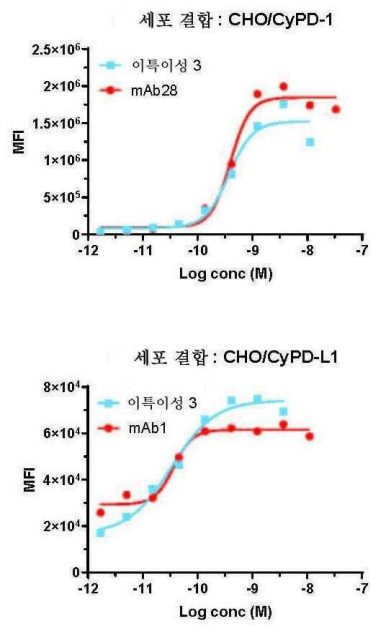 세포 결합 : CHO/CyPD-1
2.5×10⁶
2×10⁶
1.5×10⁶
1×10⁶
5×10⁵
0
이특이성 3
mAb28
MFI
-12 -11 -10 -9 -8 -7
Log conc (M)
세포 결합 : CHO/CyPD-L1
8×10⁴
6×10⁴
4×10⁴
2×10⁴
0
이특이성 3
mAb1
MFI
-12 -11 -10 -9 -8 -7
Log conc (M)